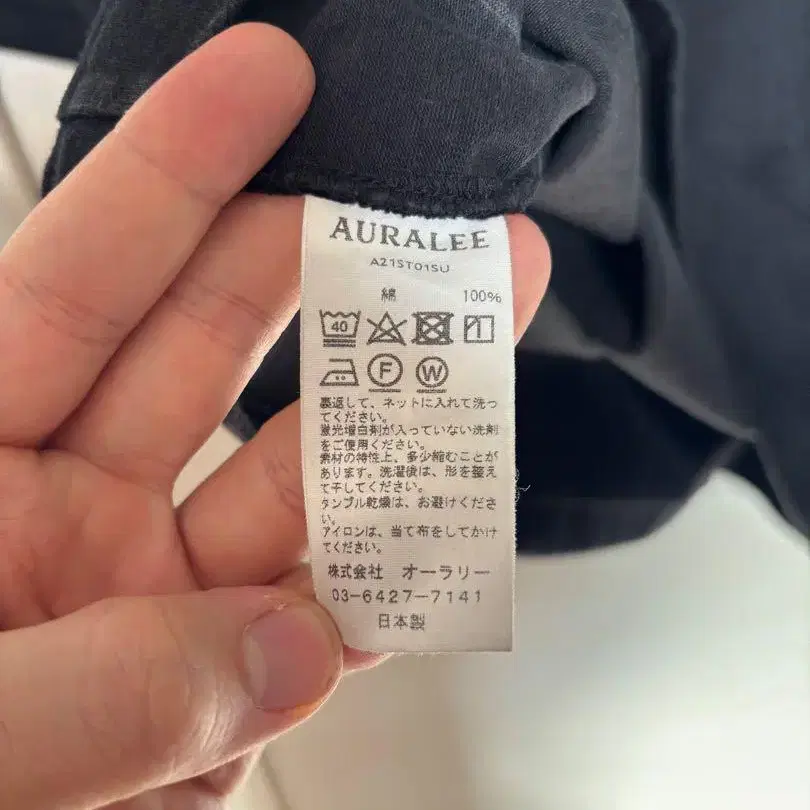 AURALEE
A21ST01SU
綿 100%
40
F W
裏返して、ネットに入れて洗っ
てください。
蛍光増白剤が入っていない洗剤
をご使用ください。
素材の特性上、多少縮むことが
あります。洗濯後は、形を整え
て干してください。
タンブル乾燥は、お避けくださ
い。
アイロンは、当て布をしてかけ
てください。
株式会社 オーラリー
03-6427-7141
日本製